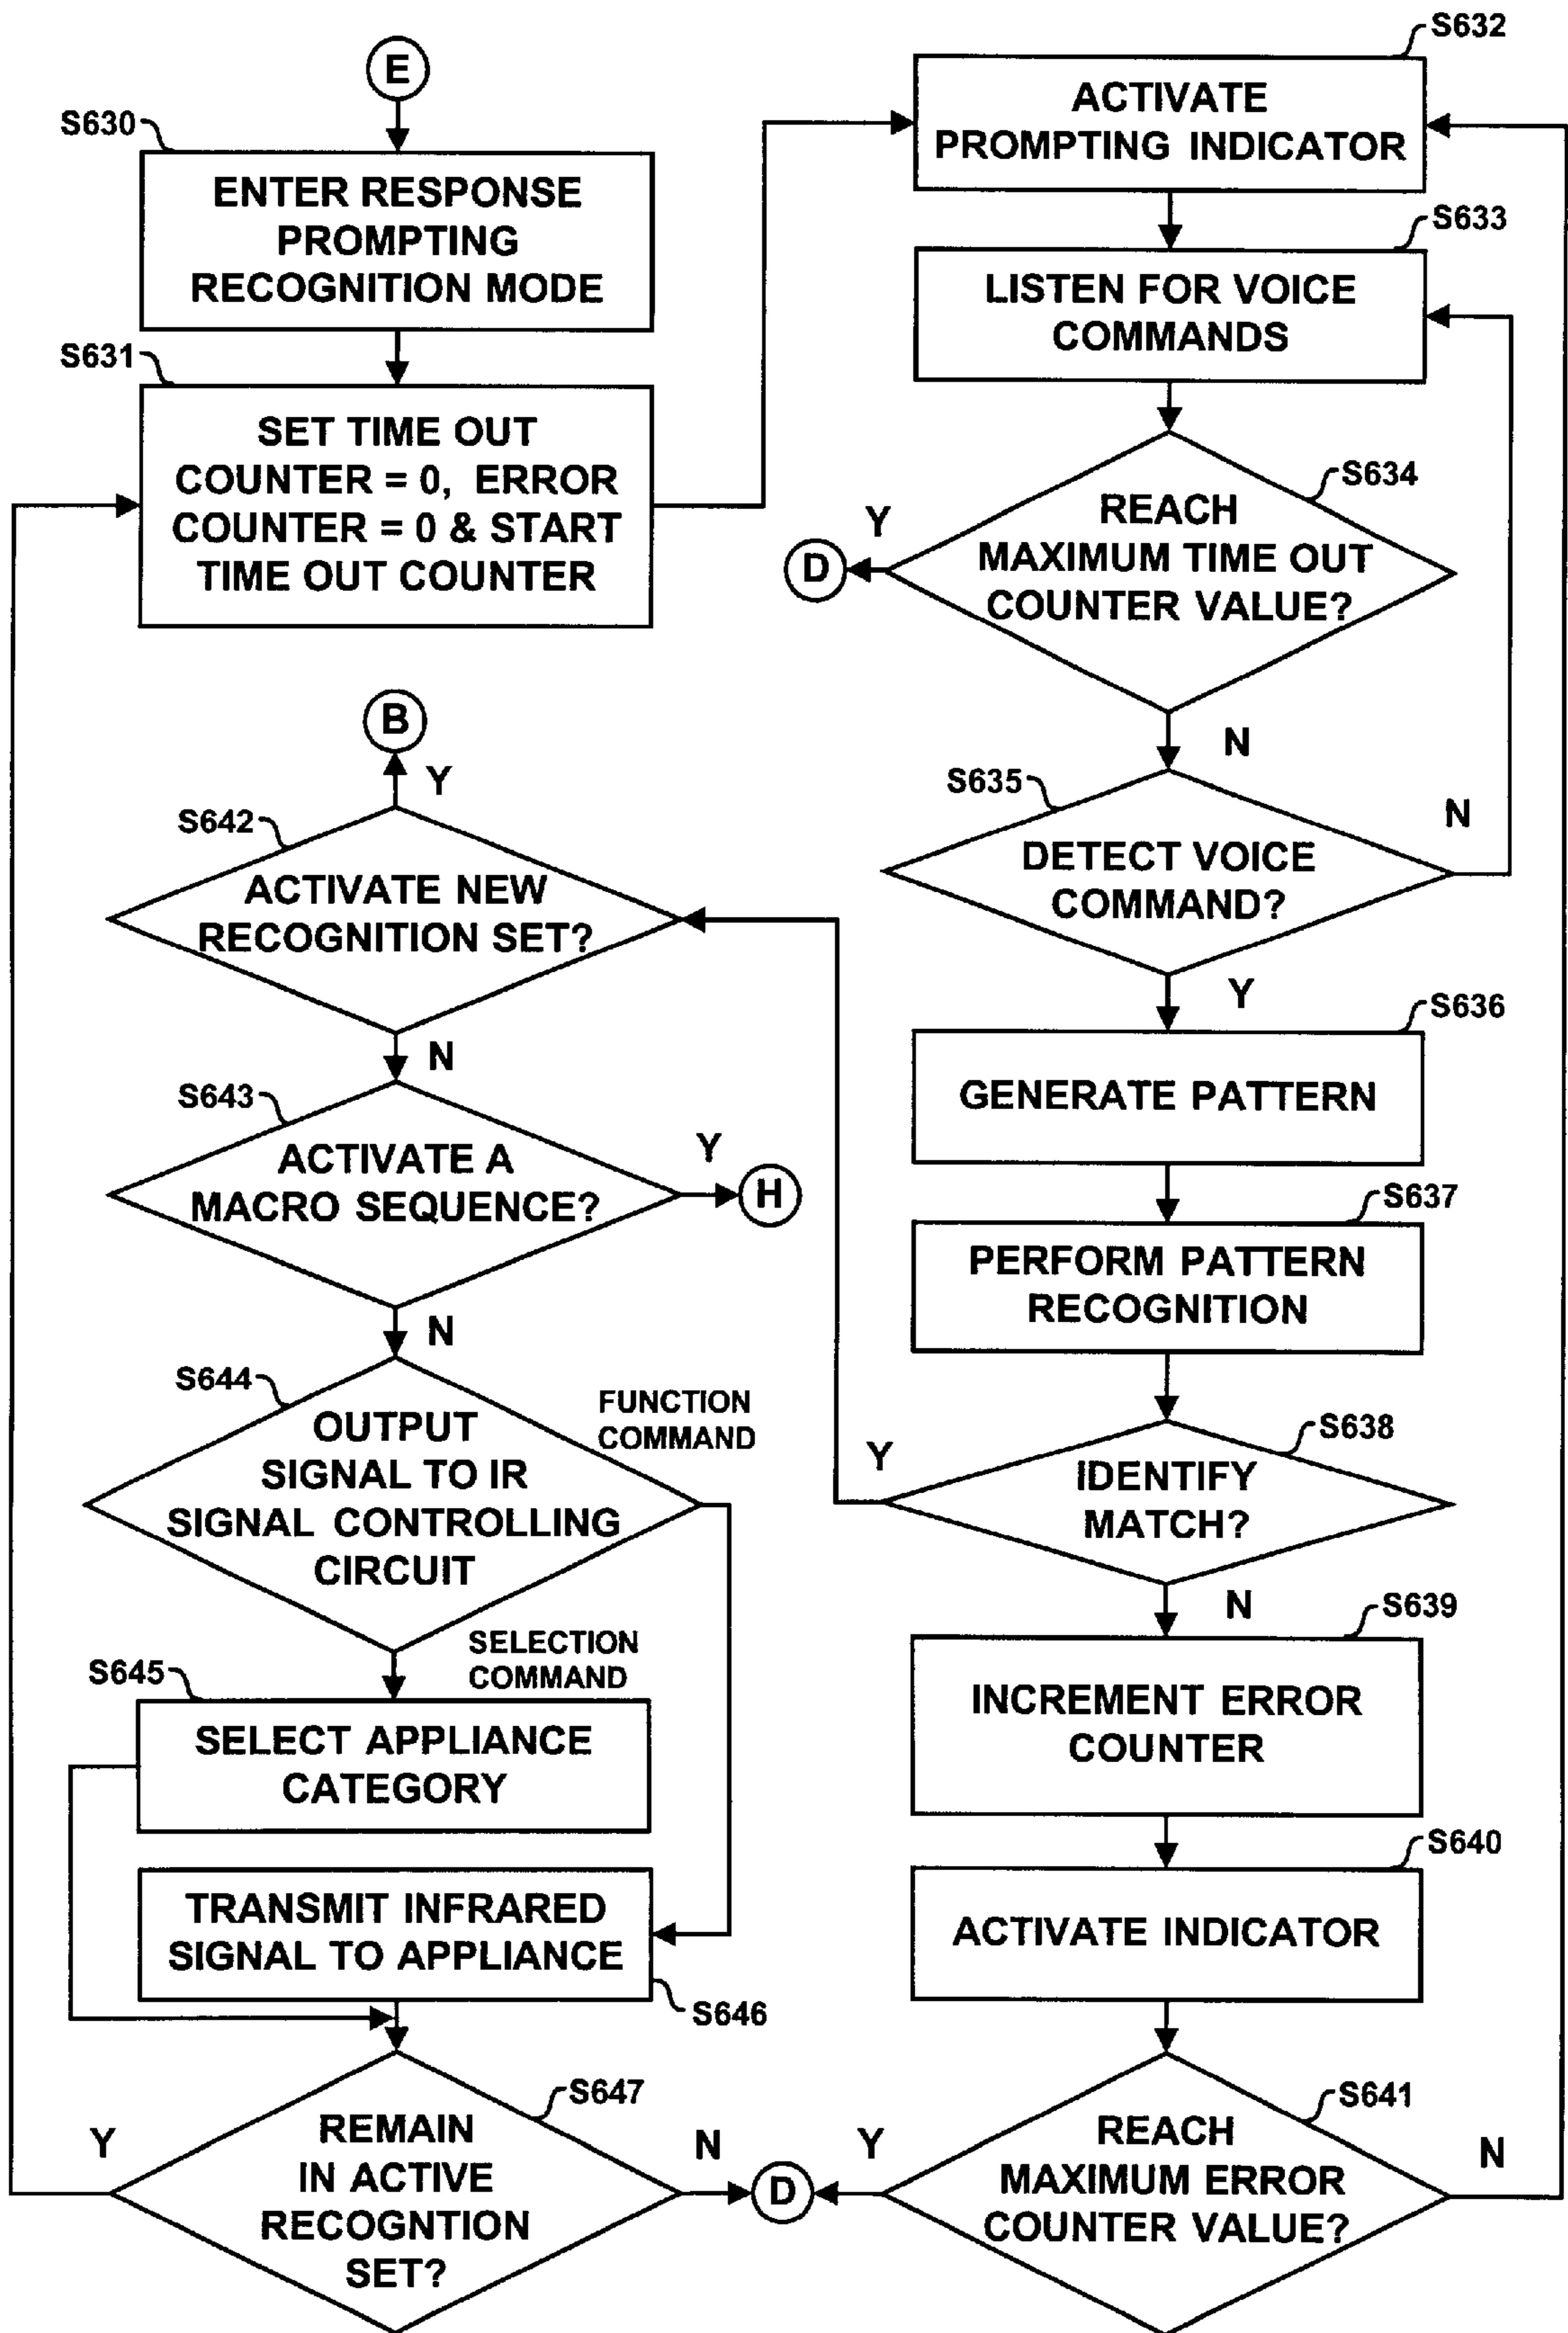 E
S630
ENTER RESPONSE
PROMPTING
RECOGNITION MODE
S631
SET TIME OUT
COUNTER = 0, ERROR
COUNTER = 0 & START
TIME OUT COUNTER
S632
ACTIVATE
PROMPTING INDICATOR
S633
LISTEN FOR VOICE
COMMANDS
S634
REACH
MAXIMUM TIME OUT
COUNTER VALUE?
Y
D
N
S635
DETECT VOICE
COMMAND?
N
Y
S636
GENERATE PATTERN
S637
PERFORM PATTERN
RECOGNITION
S638
IDENTIFY
MATCH?
Y
N
S639
INCREMENT ERROR
COUNTER
S640
ACTIVATE INDICATOR
S641
REACH
MAXIMUM ERROR
COUNTER VALUE?
Y
N
D
B
Y
S642
ACTIVATE NEW
RECOGNITION SET?
N
S643
ACTIVATE A
MACRO SEQUENCE?
Y
H
N
S644
OUTPUT
SIGNAL TO IR
SIGNAL CONTROLLING
CIRCUIT
FUNCTION
COMMAND
SELECTION
COMMAND
S645
SELECT APPLIANCE
CATEGORY
TRANSMIT INFRARED
SIGNAL TO APPLIANCE
S646
S647
REMAIN
IN ACTIVE
RECOGNTION
SET?
Y
N